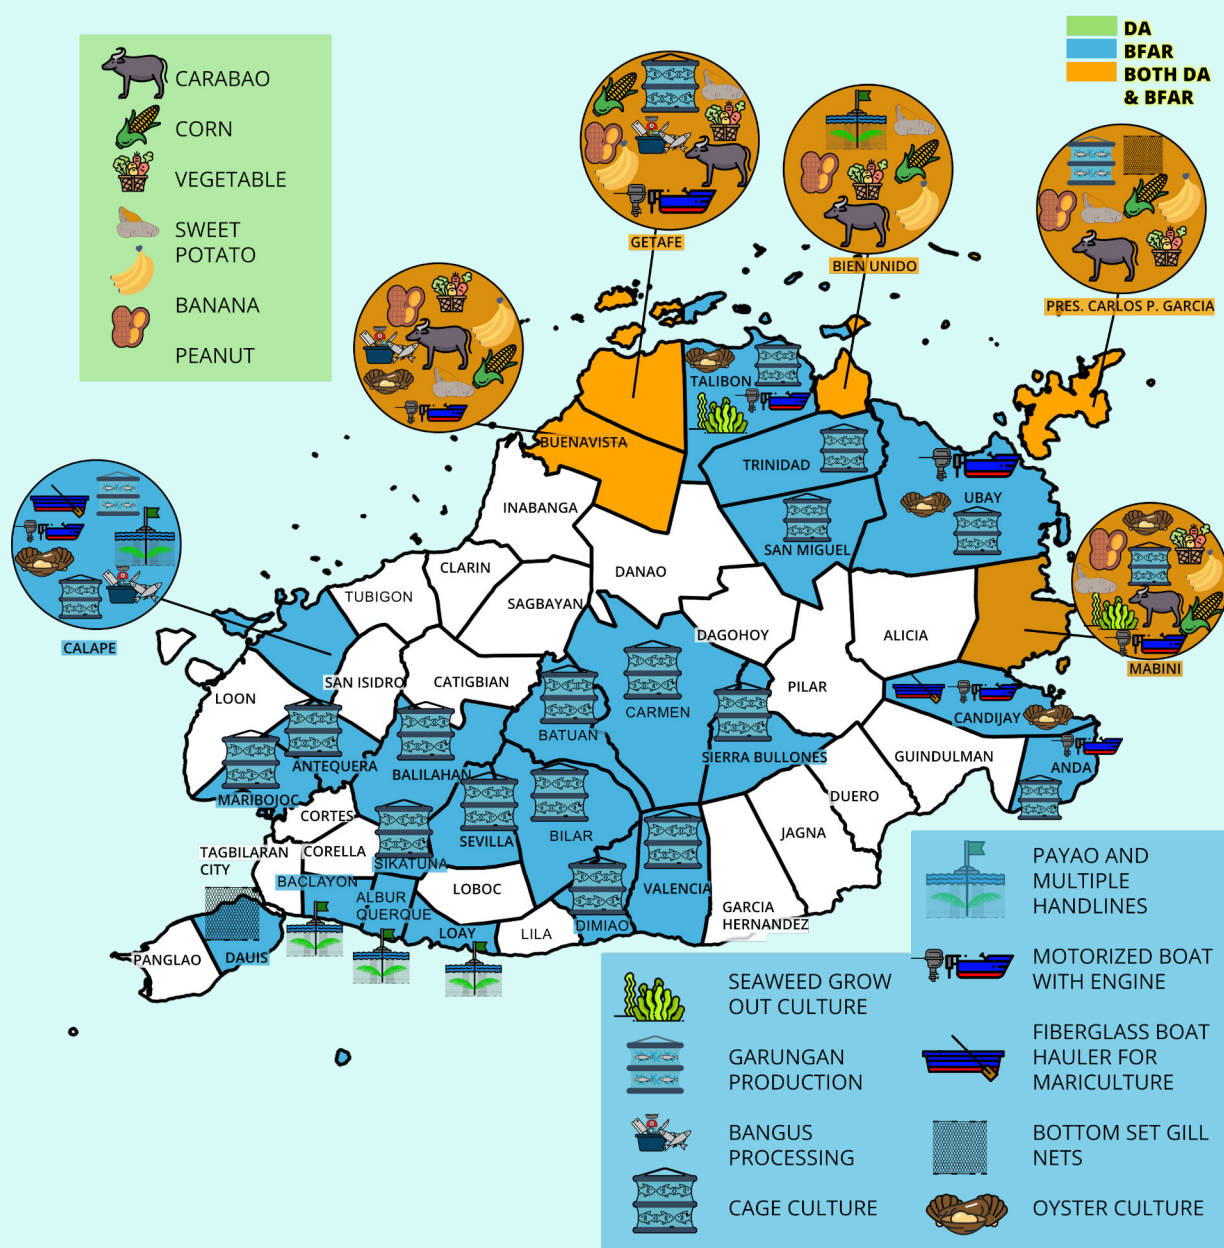 DA
BFAR
BOTH DA
& BFAR
CARABAO
CORN
VEGETABLE
SWEET
POTATO
BANANA
PEANUT
GETAFE
BIEN UNIDO
PRES. CARLOS P. GARCIA
TALIBON
BUENAVISTA
TRINIDAD
UBAY
INABANGA
SAN MIGUEL
CLARIN
DANAO
TUBIGON
SAGBAYAN
DAGOHOY
ALICIA
CALAPE
MABINI
SAN ISIDRO
CATIGBIAN
LOON
PILAR
CARMEN
CANDIJAY
BATUAN
SIERRA BULLONES
GUINDULMAN
ANTEQUERA
BALILAHAN
ANDA
MARIBOJOC
DUERO
CORTES
JAGNA
BILAR
SEVILLA
TAGBILARAN
CITY
CORELLA
SIKATUNA
BACLAYON
LOBOC
VALENCIA
ALBUR
QUERQUE
GARCIA
HERNANDEZ
DIMIAO
LOAY
LILA
PANGLAO
DAUIS
PAYAO AND
MULTIPLE
HANDLINES
MOTORIZED BOAT
WITH ENGINE
FIBERGLASS BOAT
HAULER FOR
MARICULTURE
BOTTOM SET GILL
NETS
OYSTER CULTURE
SEAWEED GROW
OUT CULTURE
GARUNGAN
PRODUCTION
BANGUS
PROCESSING
CAGE CULTURE